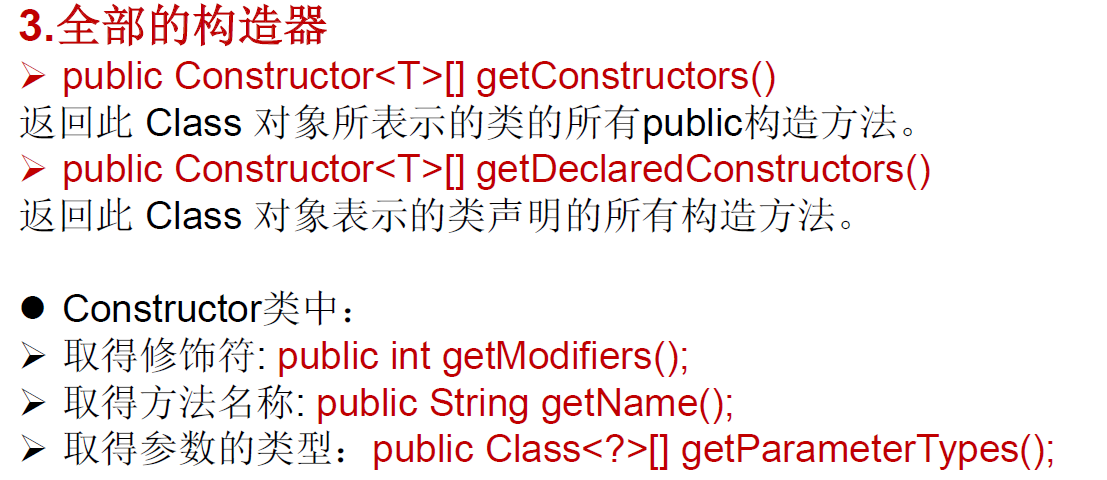 3.全部的构造器
➢ public Constructor<T>[] getConstructors()
返回此 Class 对象所表示的类的所有public构造方法。
➢ public Constructor<T>[] getDeclaredConstructors()
返回此 Class 对象表示的类声明的所有构造方法。
● Constructor类中：
➢ 取得修饰符: public int getModifiers();
➢ 取得方法名称: public String getName();
➢ 取得参数的类型：public Class<?>[] getParameterTypes();